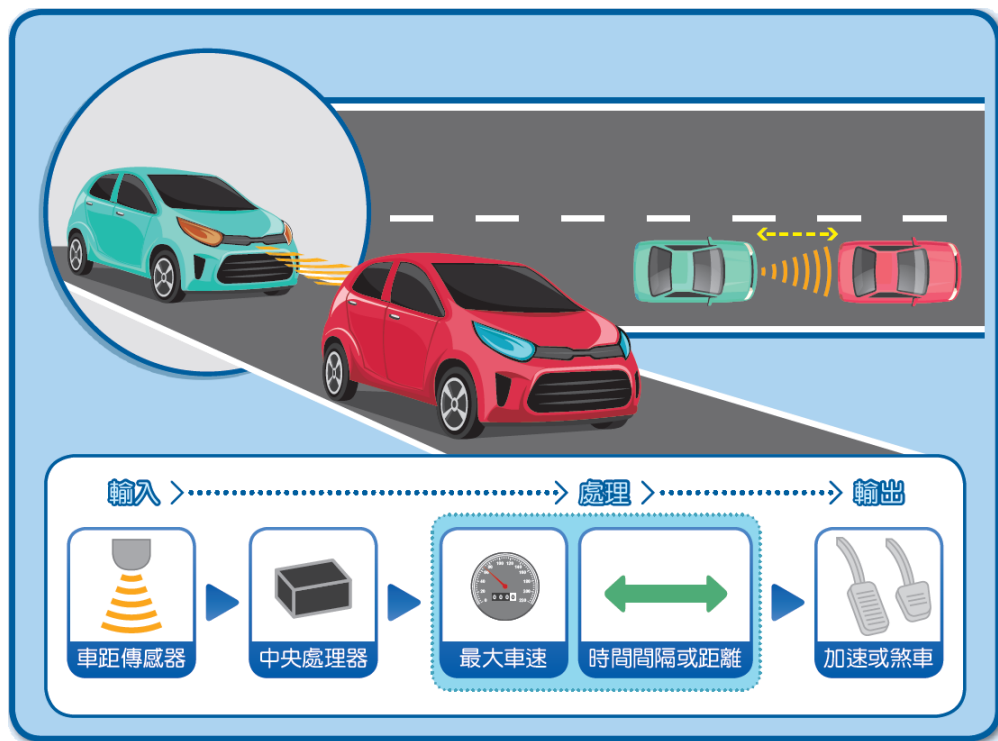 輸入
處理
輸出
車距傳感器
中央處理器
最大車速
時間間隔或距離
加速或煞車